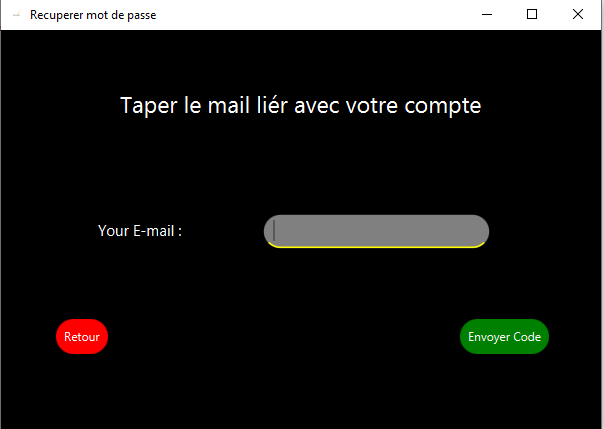 Recuperer mot de passe
Taper le mail liér avec votre compte
Your E-mail :
Retour
Envoyer Code